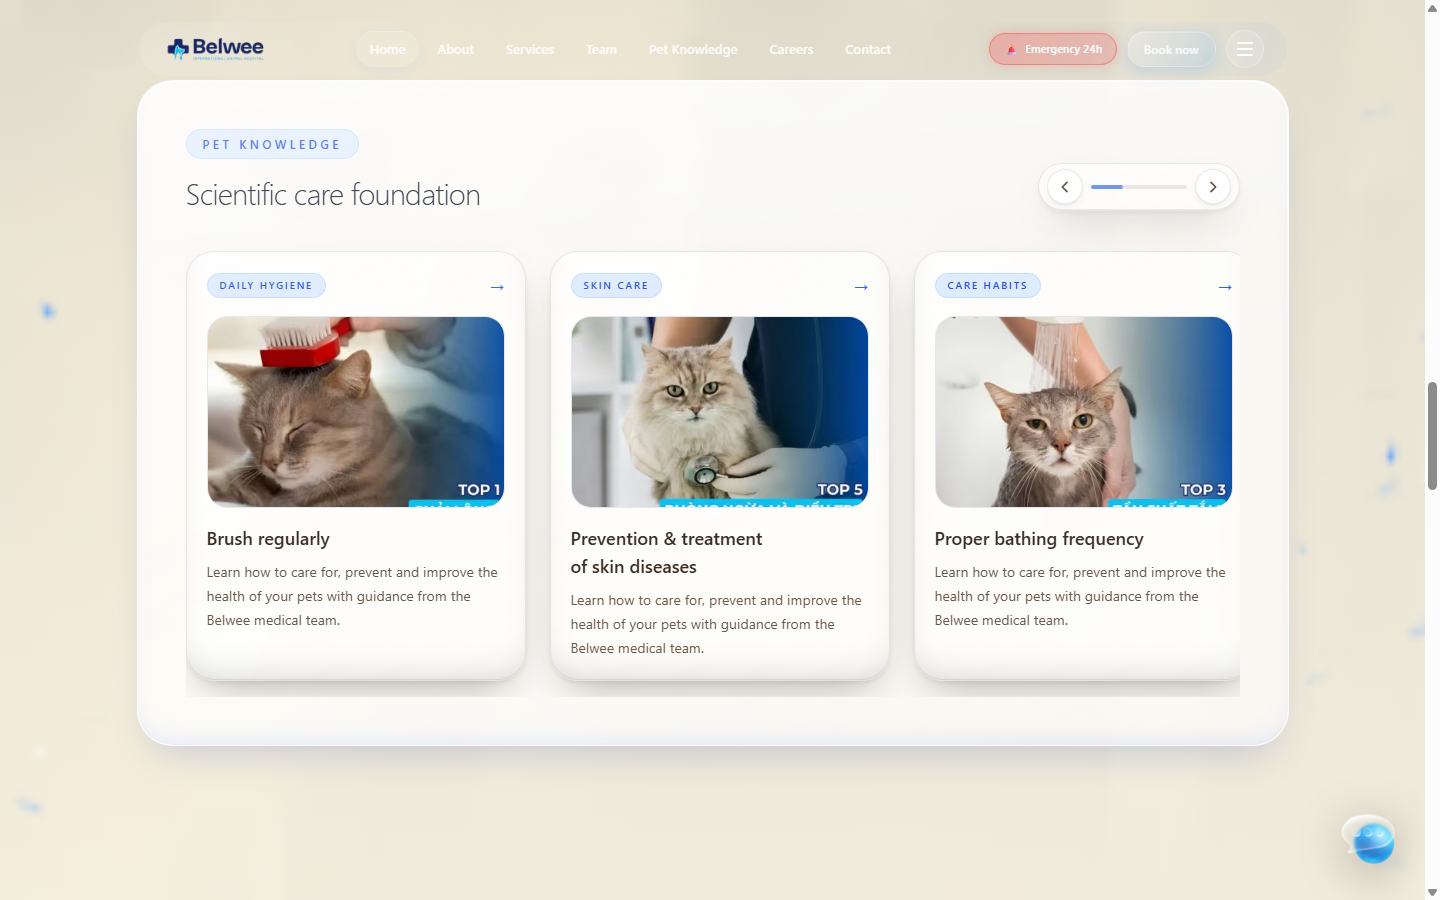 Belwee
INTERNATIONAL ANIMAL HOSPITAL
Home
About
Services
Team
Pet Knowledge
Careers
Contact
Emergency 24h
Book now
PET KNOWLEDGE
Scientific care foundation
DAILY HYGIENE
→
TOP 1
Brush regularly
Learn how to care for, prevent and improve the
health of your pets with guidance from the
Belwee medical team.
SKIN CARE
→
TOP 5
Prevention & treatment
of skin diseases
Learn how to care for, prevent and improve the
health of your pets with guidance from the
Belwee medical team.
CARE HABITS
→
TOP 3
Proper bathing frequency
Learn how to care for, prevent and improve the
health of your pets with guidance from the
Belwee medical team.